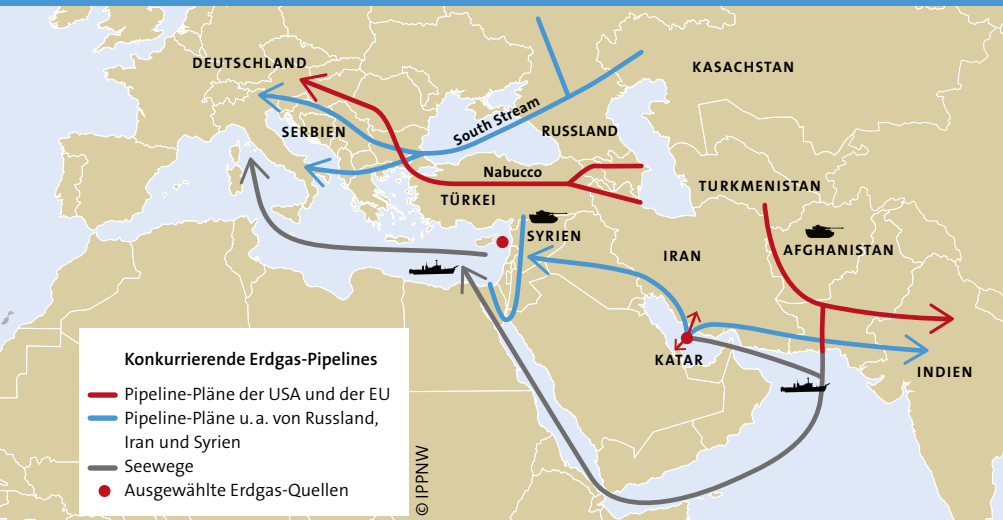 DEUTSCHLAND
KASACHSTAN
South Stream
SERBIEN
RUSSLAND
Nabucco
TÜRKEI
TURKMENISTAN
SYRIEN
AFGHANISTAN
IRAN
KATAR
INDIEN
Konkurrierende Erdgas-Pipelines
Pipeline-Pläne der USA und der EU
Pipeline-Pläne u. a. von Russland,
Iran und Syrien
Seewege
Ausgewählte Erdgas-Quellen
© IPPNW